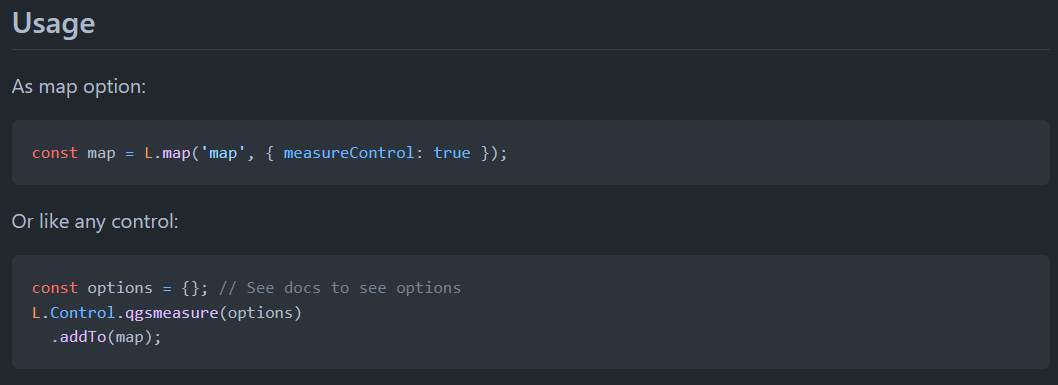 Usage
As map option:
const map = L.map('map', { measureControl: true });
Or like any control:
const options = {}; // See docs to see options
L.Control.qgsmeasure(options)
  .addTo(map);